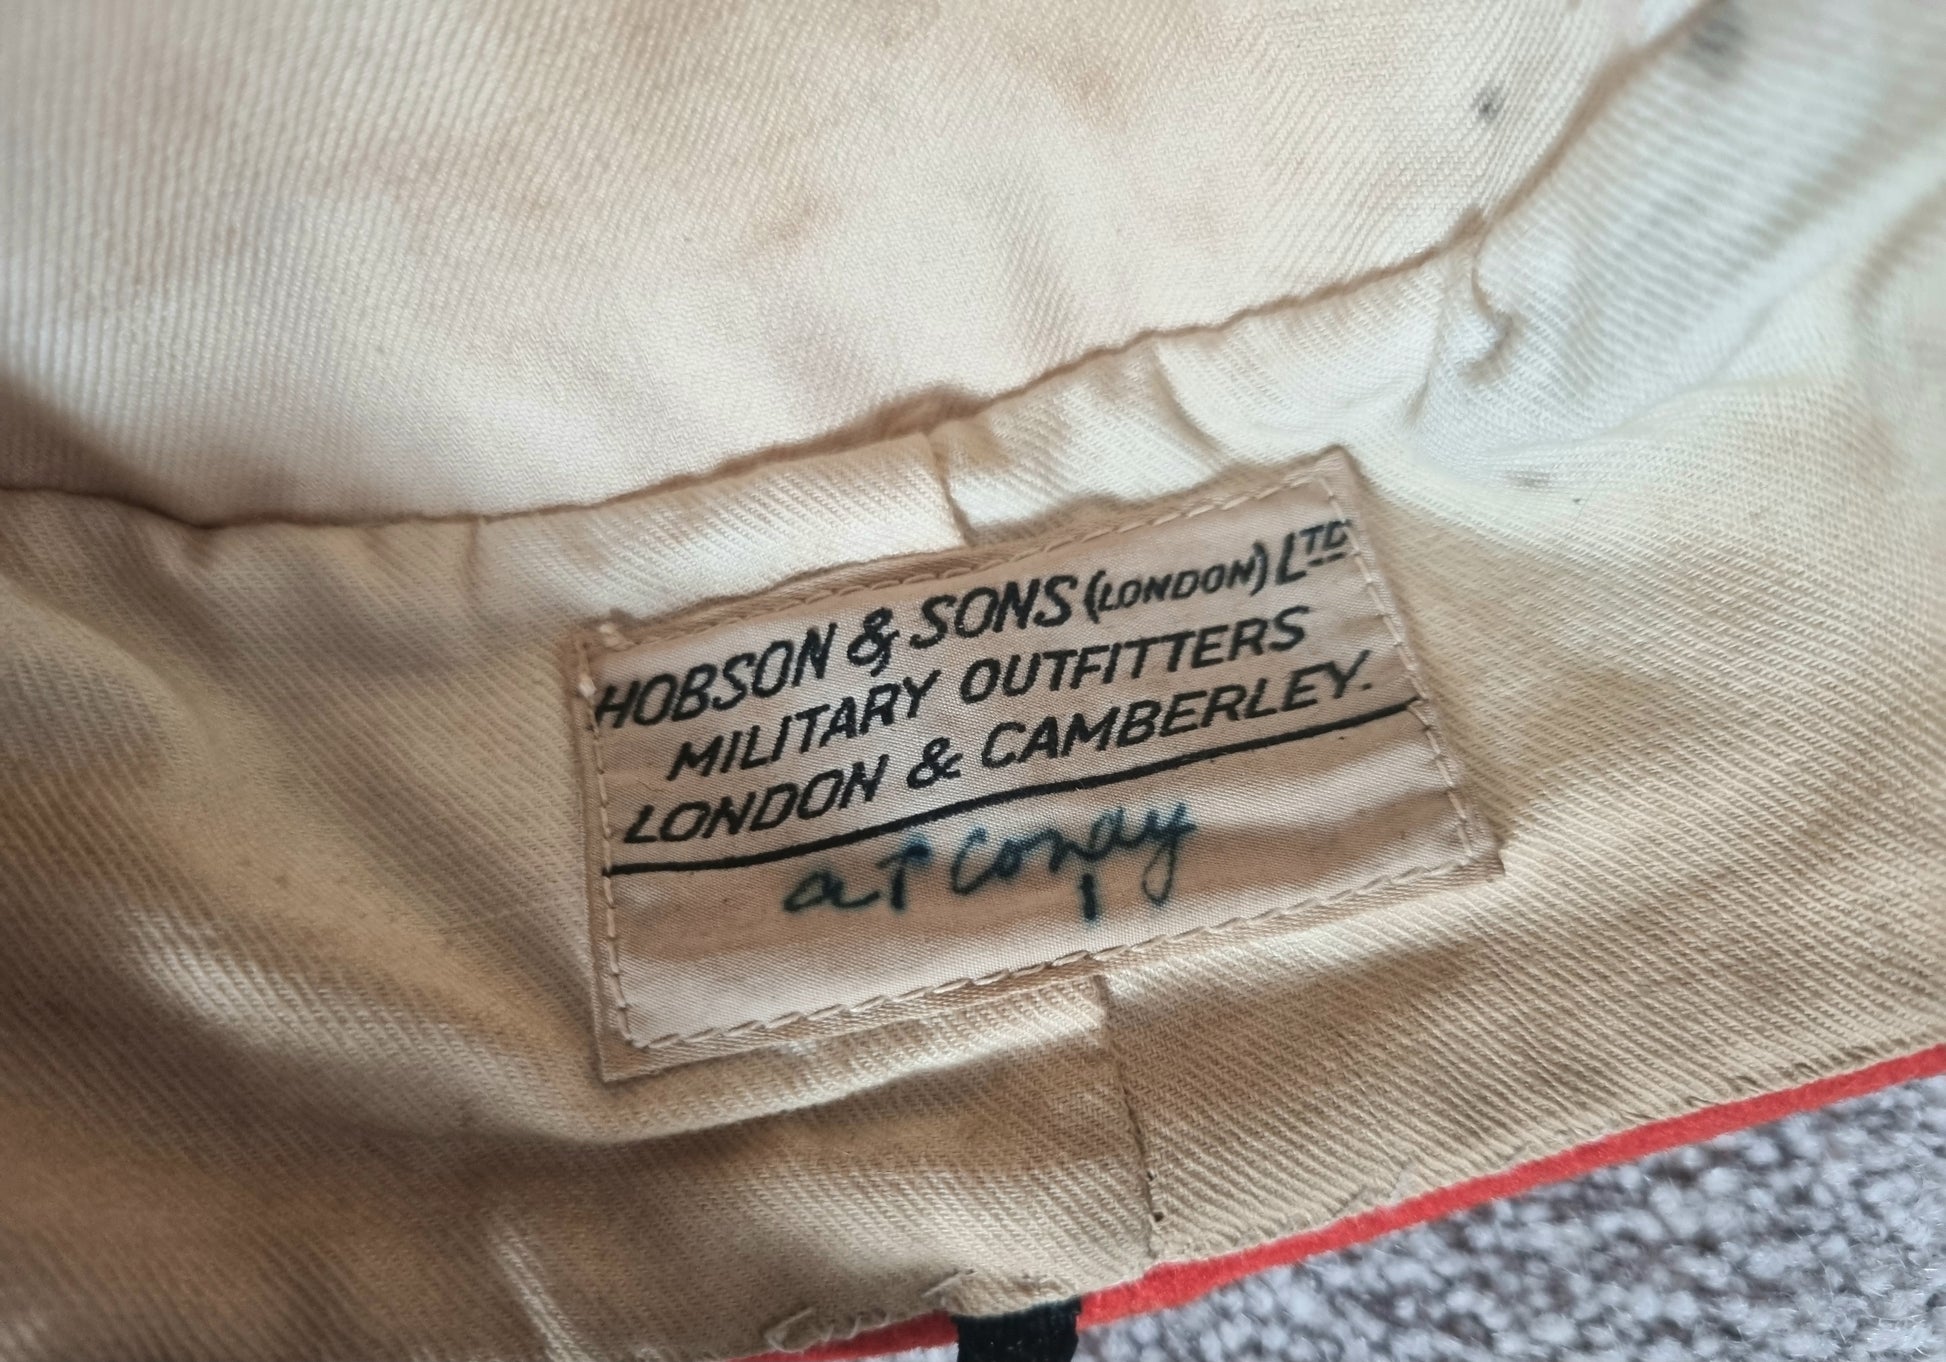 HOBSON & SONS (LONDON) LTD
MILITARY OUTFITTERS
LONDON & CAMBERLEY.